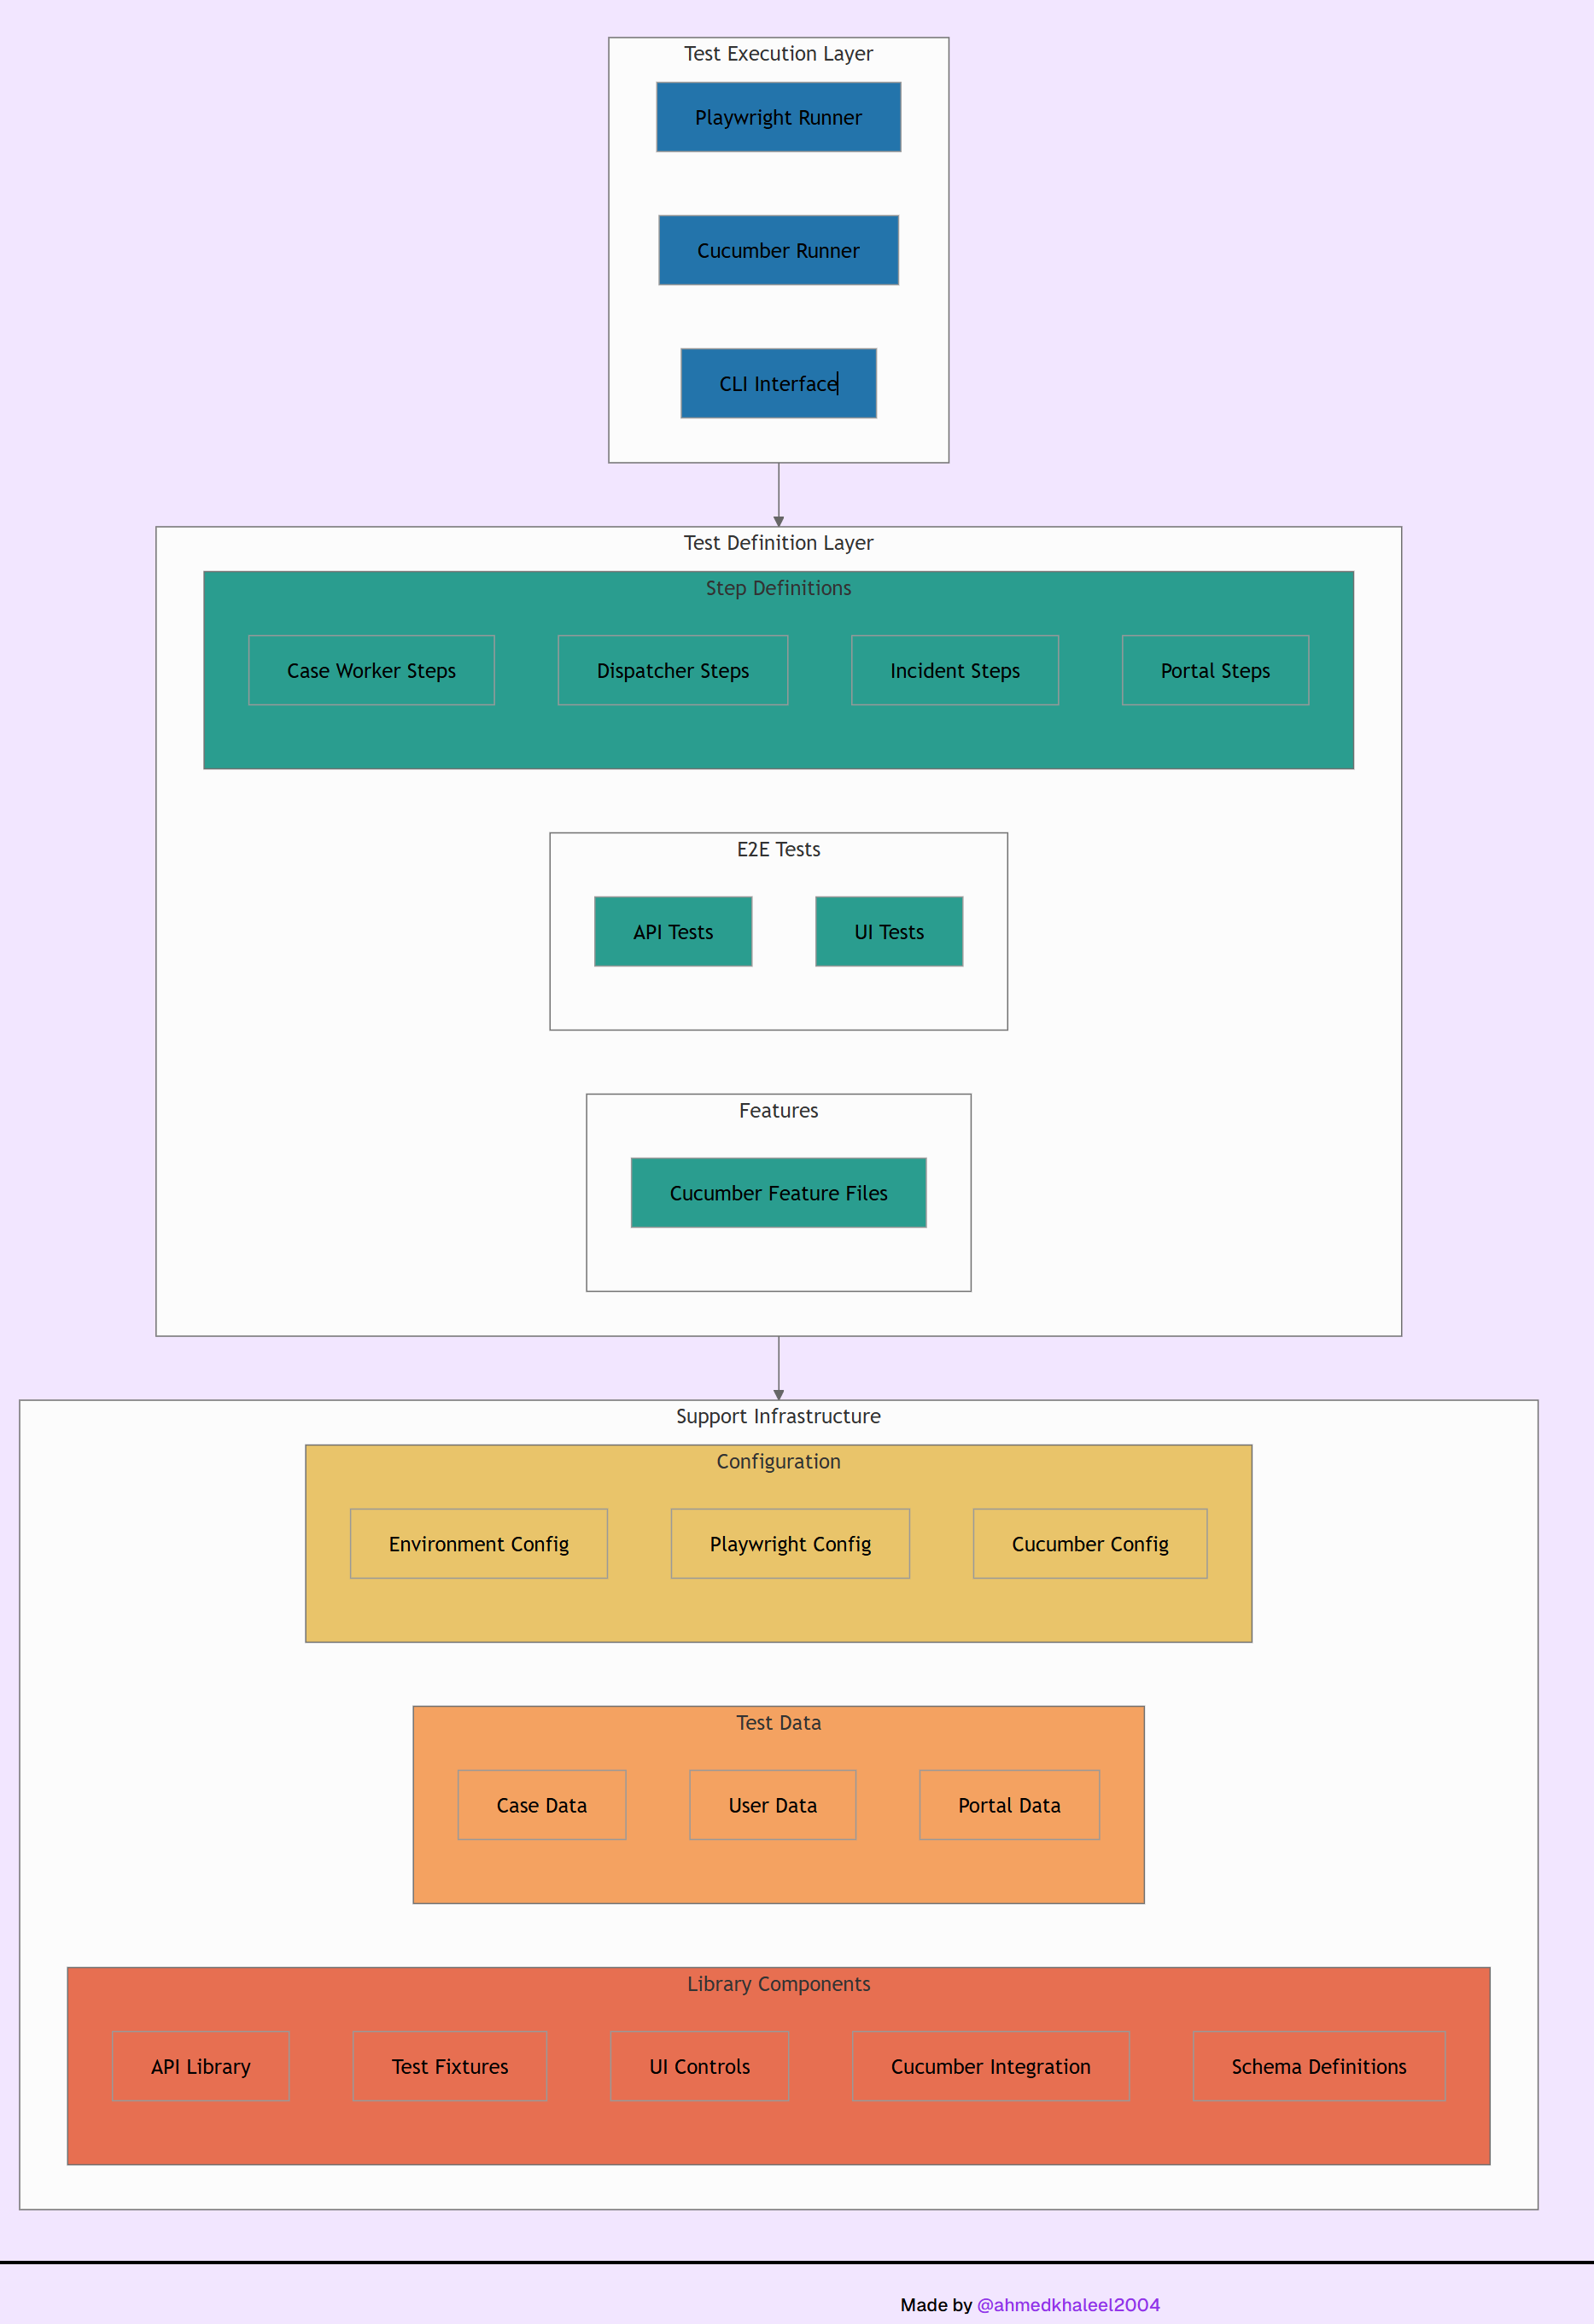 Test Execution Layer
Playwright Runner
Cucumber Runner
CLI Interface
Test Definition Layer
Step Definitions
Case Worker Steps
Dispatcher Steps
Incident Steps
Portal Steps
E2E Tests
API Tests
UI Tests
Features
Cucumber Feature Files
Support Infrastructure
Configuration
Environment Config
Playwright Config
Cucumber Config
Test Data
Case Data
User Data
Portal Data
Library Components
API Library
Test Fixtures
UI Controls
Cucumber Integration
Schema Definitions
Made by @ahmedkhaleel2004